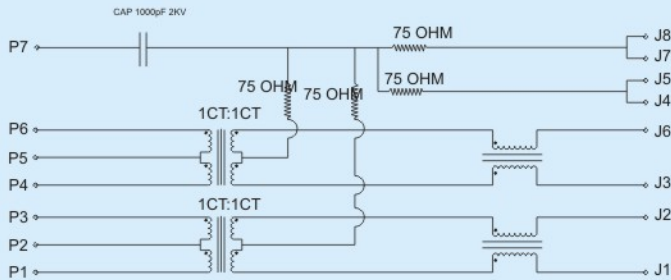 CAP 1000pF 2KV
75 OHM
J8
P7
J7
75 OHM
J5
75 OHM
75 OHM
J4
1CT:1CT
P6
J6
P5
P4
J3
1CT:1CT
P3
J2
P2
P1
J1